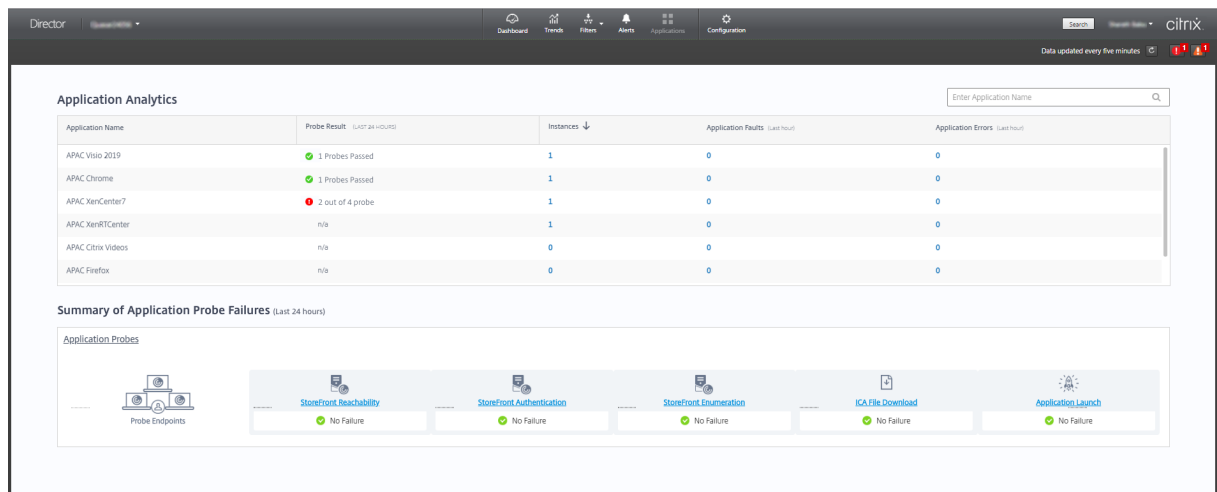 Director
Dashboard Trends Filters Alerts Applications Configuration
Search
citrix
Data updated every five minutes
! 1 1
Application Analytics
Enter Application Name
Application Name Probe Result (LAST 24 HOURS) Instances Application Faults (Last hour) Application Errors (Last hour)
APAC Visio 2019 1 Probes Passed 1 0 0
APAC Chrome 1 Probes Passed 1 0 0
APAC XenCenter7 2 out of 4 probe 1 0 0
APAC XenRTCenter n/a 1 0 0
APAC Citrix Videos n/a 0 0 0
APAC Firefox n/a 0 0 0
Summary of Application Probe Failures (Last 24 hours)
Application Probes
StoreFront Reachability StoreFront Authentication StoreFront Enumeration ICA File Download Application Launch
Probe Endpoints No Failure No Failure No Failure No Failure No Failure